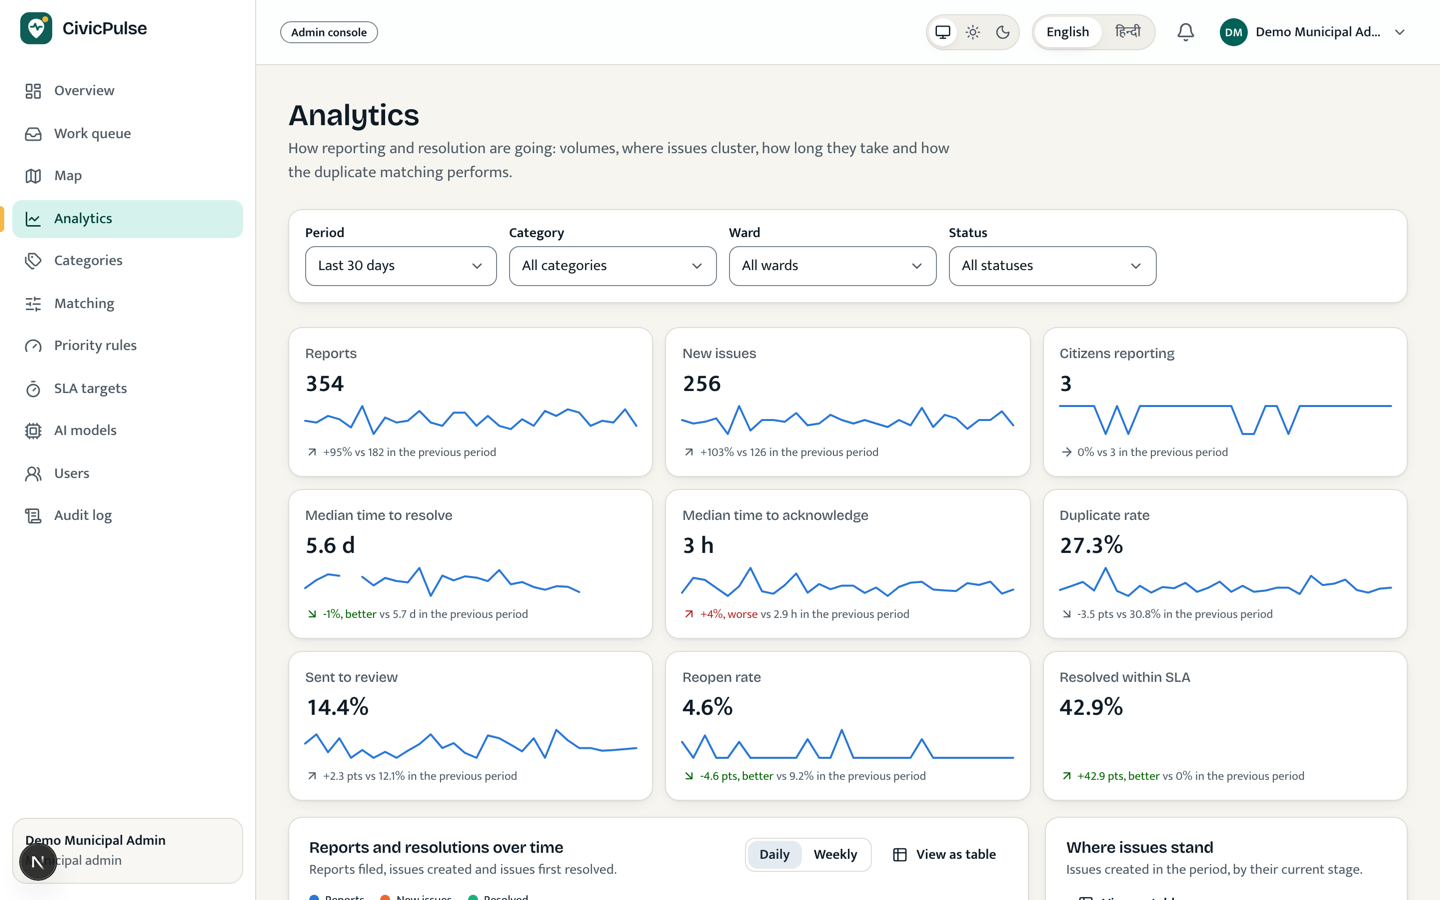 CivicPulse
Admin console
English
हिन्दी
DM
Demo Municipal Ad...
Overview
Work queue
Map
Analytics
Categories
Matching
Priority rules
SLA targets
AI models
Users
Audit log
Demo Municipal Admin
cipal admin
N
Analytics
How reporting and resolution are going: volumes, where issues cluster, how long they take and how
the duplicate matching performs.
Period
Category
Ward
Status
Last 30 days
All categories
All wards
All statuses
Reports
354
+95% vs 182 in the previous period
New issues
256
+103% vs 126 in the previous period
Citizens reporting
3
0% vs 3 in the previous period
Median time to resolve
5.6 d
-1%, better vs 5.7 d in the previous period
Median time to acknowledge
3 h
+4%, worse vs 2.9 h in the previous period
Duplicate rate
27.3%
-3.5 pts vs 30.8% in the previous period
Sent to review
14.4%
+2.3 pts vs 12.1% in the previous period
Reopen rate
4.6%
-4.6 pts, better vs 9.2% in the previous period
Resolved within SLA
42.9%
+42.9 pts, better vs 0% in the previous period
Reports and resolutions over time
Reports filed, issues created and issues first resolved.
Daily
Weekly
View as table
Reports
New issues
Resolved
Where issues stand
Issues created in the period, by their current stage.